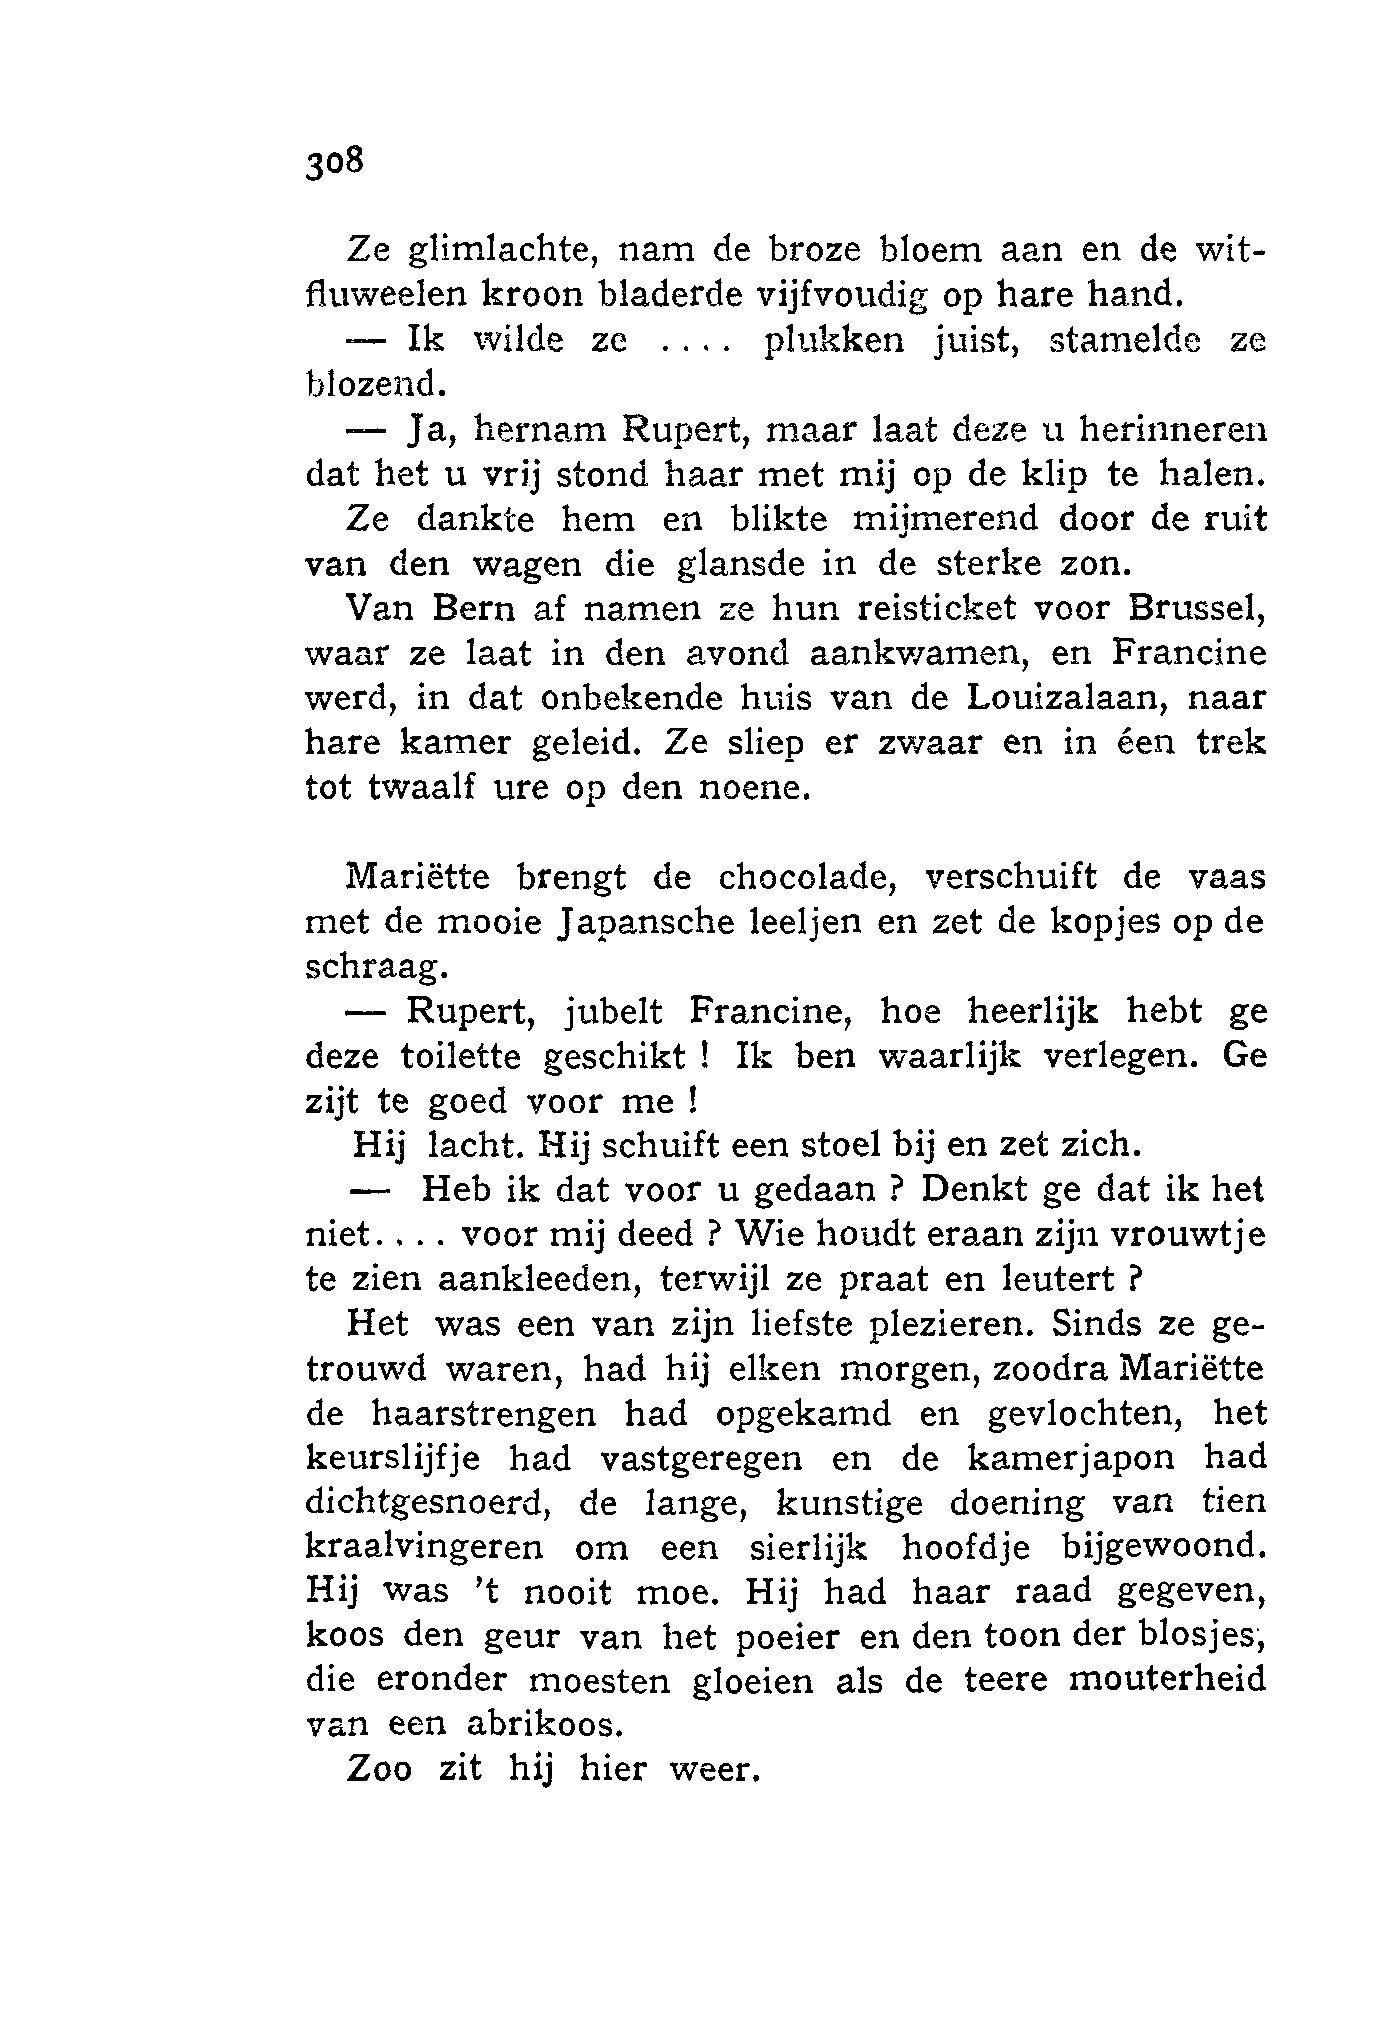 308
Ze glimlachte, nam de broze bloem aan en de wit-
fluweelen kroon bladerde vijfvoudig op hare hand.
— Ik wilde ze .... plukken juist, stamelde ze
blozend.
— Ja, hernam Rupert, maar laat deze u herinneren
dat het u vrij stond haar met mij op de klip te halen.
Ze dankte hem en blikte mijmerend door de ruit
van den wagen die glansde in de sterke zon.
Van Bern af namen ze hun reisticket voor Brussel,
waar ze laat in den avond aankwamen, en Francine
werd, in dat onbekende huis van de Louizalaan, naar
hare kamer geleid. Ze sliep er zwaar en in éen trek
tot twaalf ure op den noene.
Mariëtte brengt de chocolade, verschuift de vaas
met de mooie Japansche leeljen en zet de kopjes op de
schraag.
— Rupert, jubelt Francine, hoe heerlijk hebt ge
deze toilette geschikt ! Ik ben waarlijk verlegen. Ge
zijt te goed voor me !
Hij lacht. Hij schuift een stoel bij en zet zich.
— Heb ik dat voor u gedaan ? Denkt ge dat ik het
niet.... voor mij deed ? Wie houdt eraan zijn vrouwtje
te zien aankleeden, terwijl ze praat en leutert ?
Het was een van zijn liefste plezieren. Sinds ze ge-
trouwd waren, had hij elken morgen, zoodra Mariëtte
de haarstrengen had opgekamd en gevlochten, het
keurslijfje had vastgeregen en de kamerjapon had
dichtgesnoerd, de lange, kunstige doening van tien
kraalvingeren om een sierlijk hoofdje bijgewoond.
Hij was 't nooit moe. Hij had haar raad gegeven,
koos den geur van het poeier en den toon der blosjes,
die eronder moesten gloeien als de teere mouterheid
van een abrikoos.
Zoo zit hij hier weer.